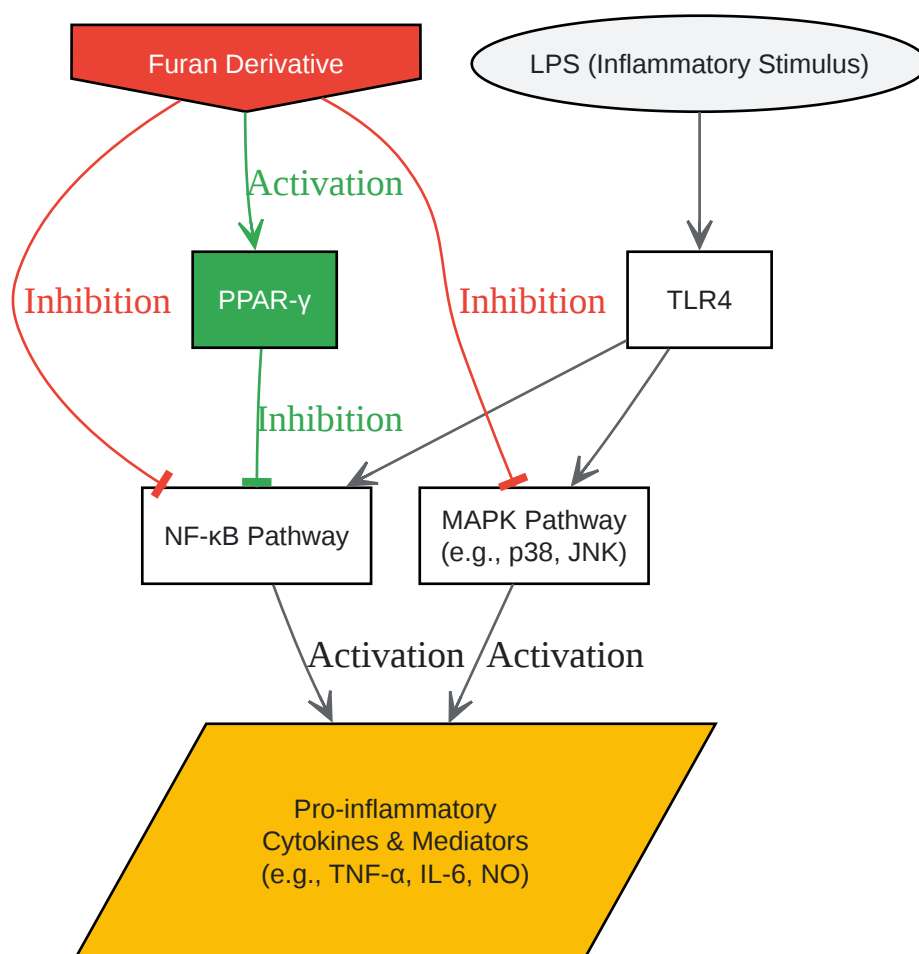 Furan Derivative
LPS (Inflammatory Stimulus)
Activation
Inhibition
PPAR-γ
Inhibition
TLR4
Inhibition
NF-κB Pathway
MAPK Pathway
(e.g., p38, JNK)
Activation
Activation
Pro-inflammatory
Cytokines & Mediators
(e.g., TNF-α, IL-6, NO)